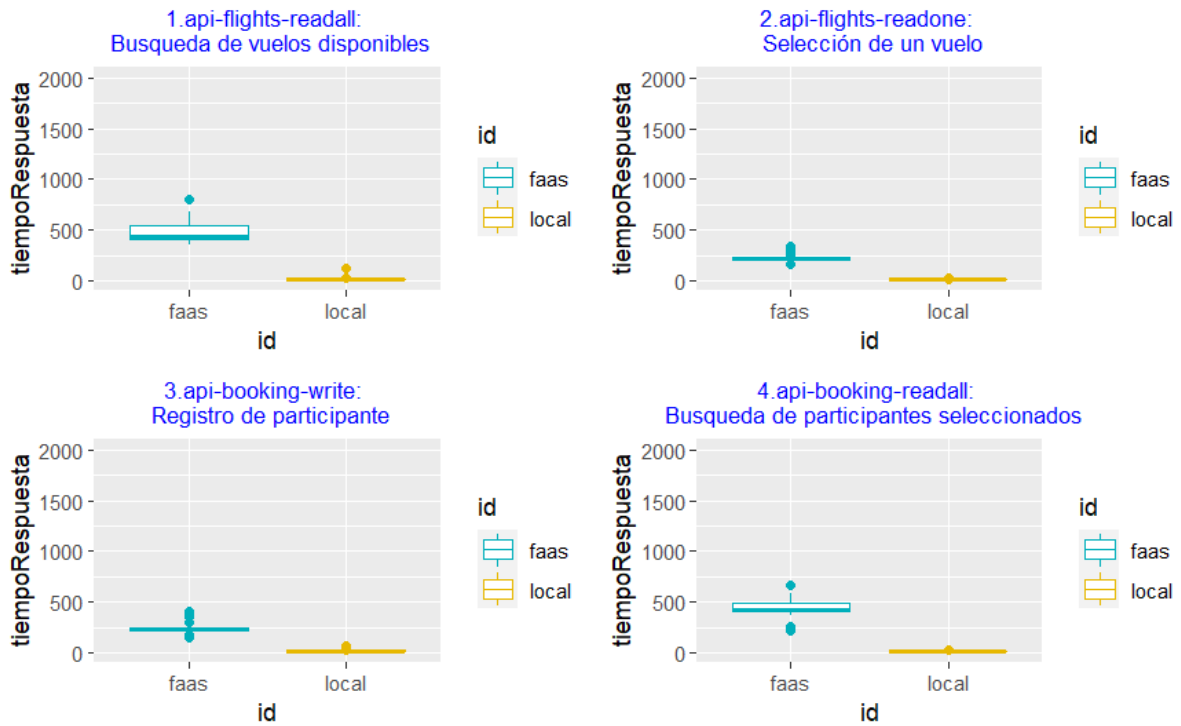 1.api-flights-readall:
Busqueda de vuelos disponibles
tiempoRespuesta
2000
1500
1000
500
0
faas
local
id
id
faas
local
2.api-flights-readone:
Selección de un vuelo
tiempoRespuesta
2000
1500
1000
500
0
faas
local
id
id
faas
local
3.api-booking-write:
Registro de participante
tiempoRespuesta
2000
1500
1000
500
0
faas
local
id
id
faas
local
4.api-booking-readall:
Busqueda de participantes seleccionados
tiempoRespuesta
2000
1500
1000
500
0
faas
local
id
id
faas
local